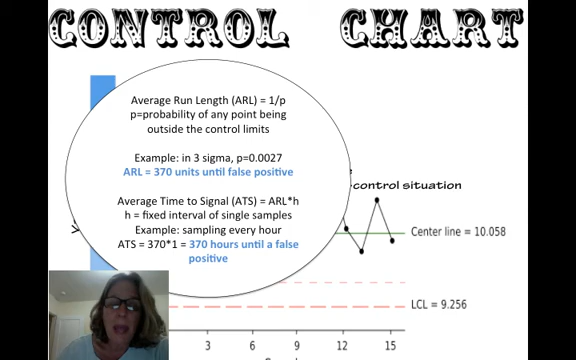 CONTROL CHART
Average Run Length (ARL) = 1/p
p=probability of any point being
outside the control limits
Example: in 3 sigma, p=0.0027
ARL = 370 units until false positive
Average Time to Signal (ATS) = ARL*h
h = fixed interval of single samples
Example: sampling every hour
ATS = 370*1 = 370 hours until a false
positive
-control situation
Center line = 10.058
LCL = 9.256
3 6 9 12 15